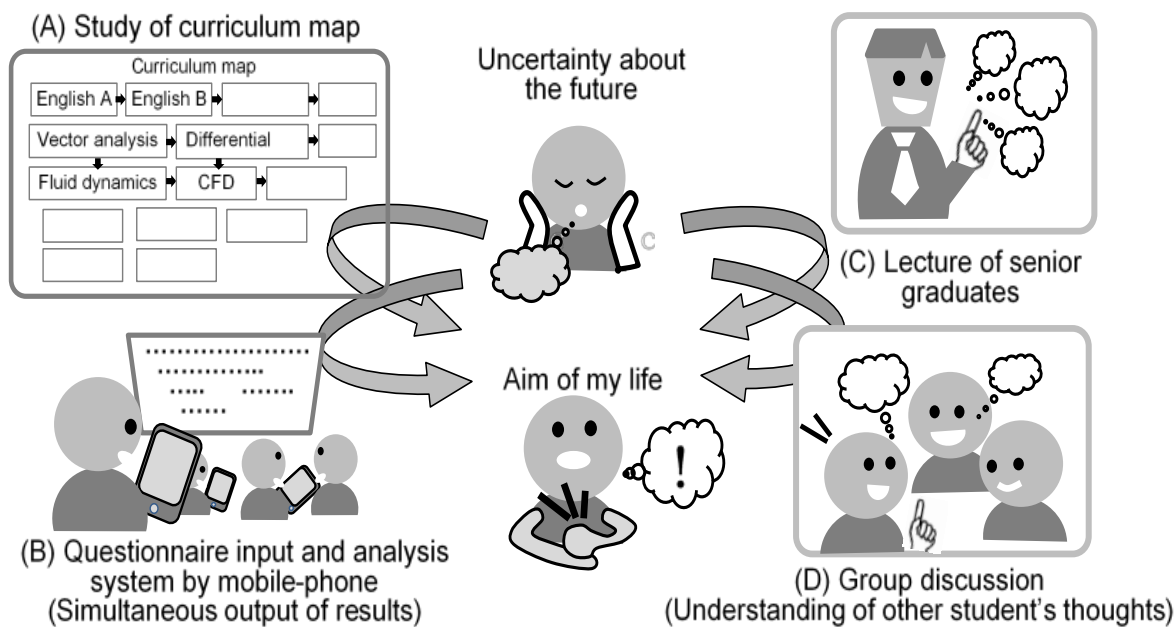 (A) Study of curriculum map
Curriculum map
English A
English B
Vector analysis
Differential
Fluid dynamics
CFD
Uncertainty about
the future
(C) Lecture of senior
graduates
Aim of my life
!
(B) Questionnaire input and analysis
system by mobile-phone
(Simultaneous output of results)
(D) Group discussion
(Understanding of other student's thoughts)